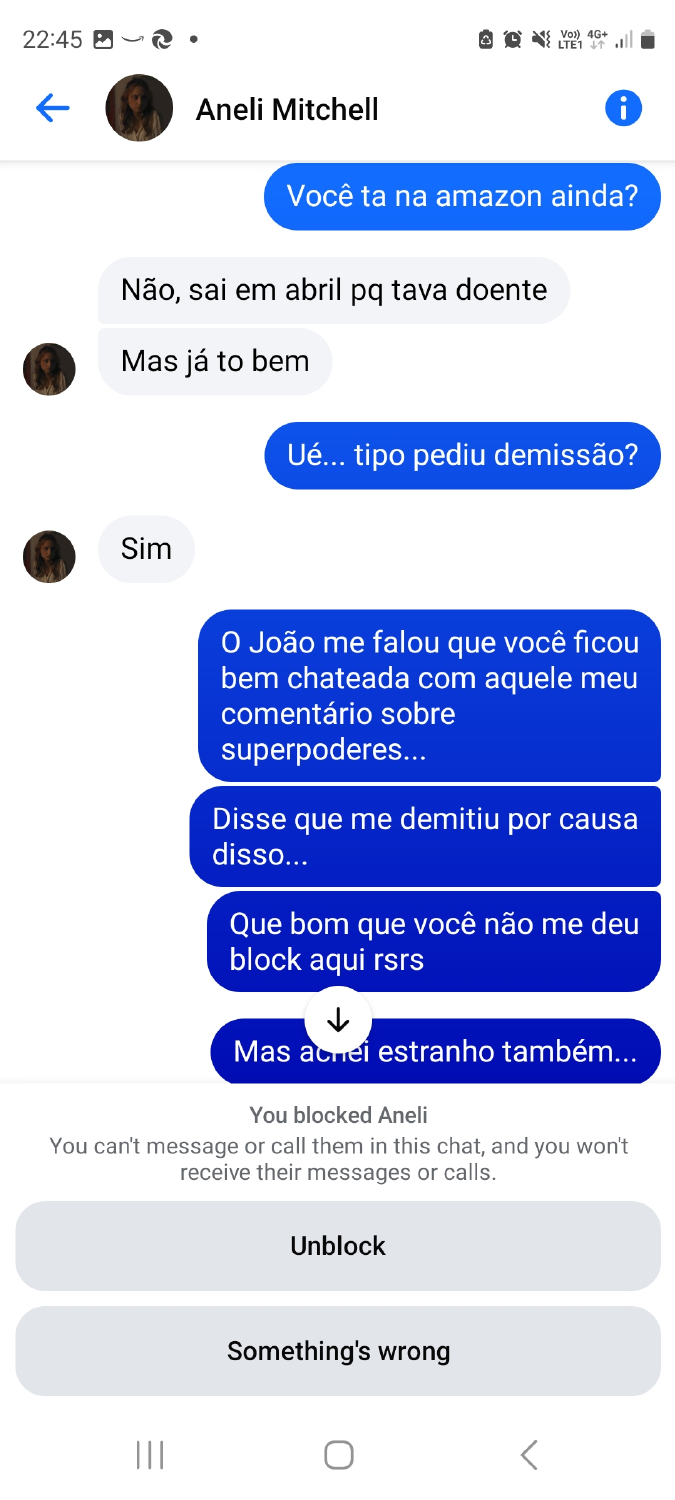 22:45
Vo)) 4G+
LTE1
Aneli Mitchell
Você ta na amazon ainda?
Não, sai em abril pq tava doente
Mas já to bem
Ué... tipo pediu demissão?
Sim
O João me falou que você ficou
bem chateada com aquele meu
comentário sobre
superpoderes...
Disse que me demitiu por causa
disso...
Que bom que você não me deu
block aqui rsrs
Mas achei estranho também...
You blocked Aneli
You can't message or call them in this chat, and you won't
receive their messages or calls.
Unblock
Something's wrong